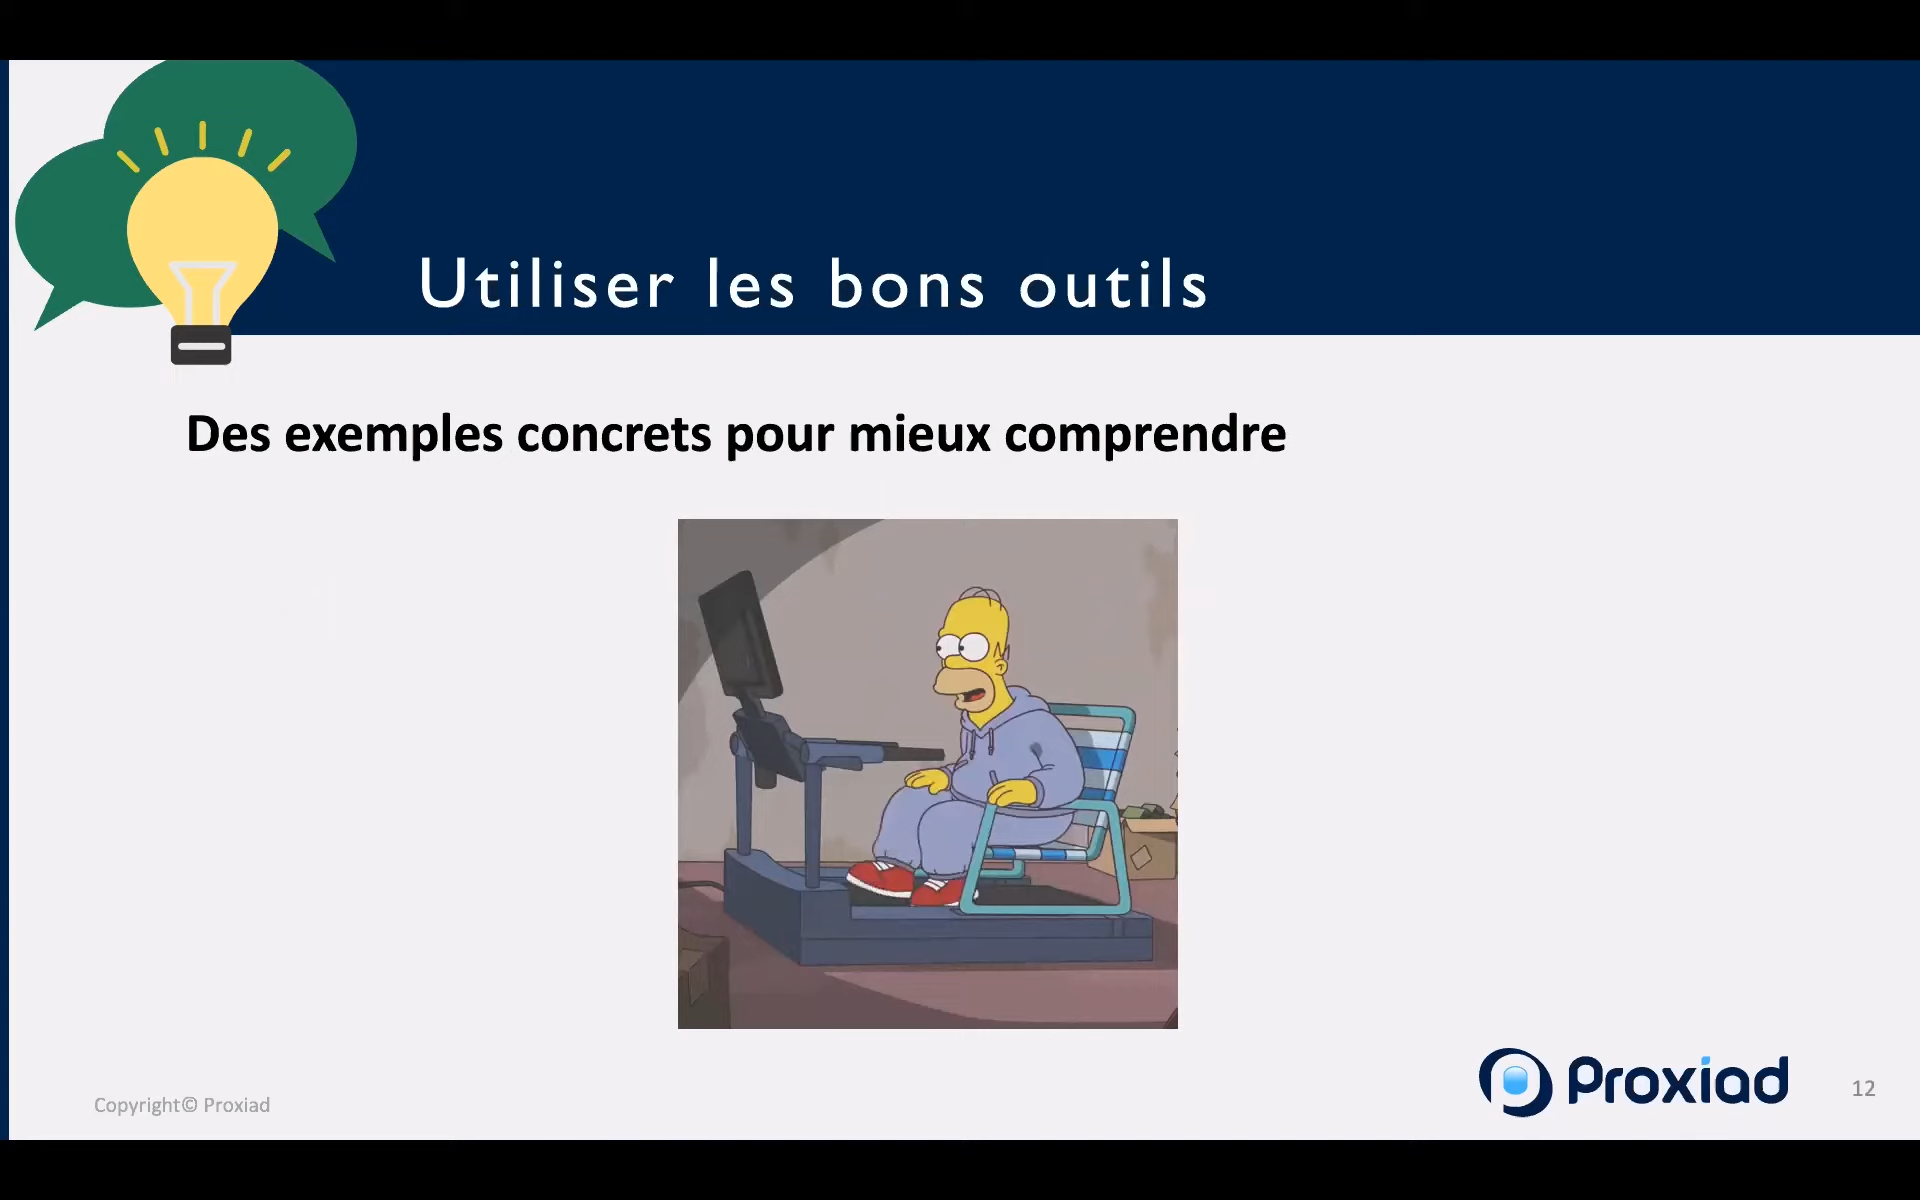 Utiliser les bons outils
Des exemples concrets pour mieux comprendre
Copyright© Proxiad
Proxiad
12